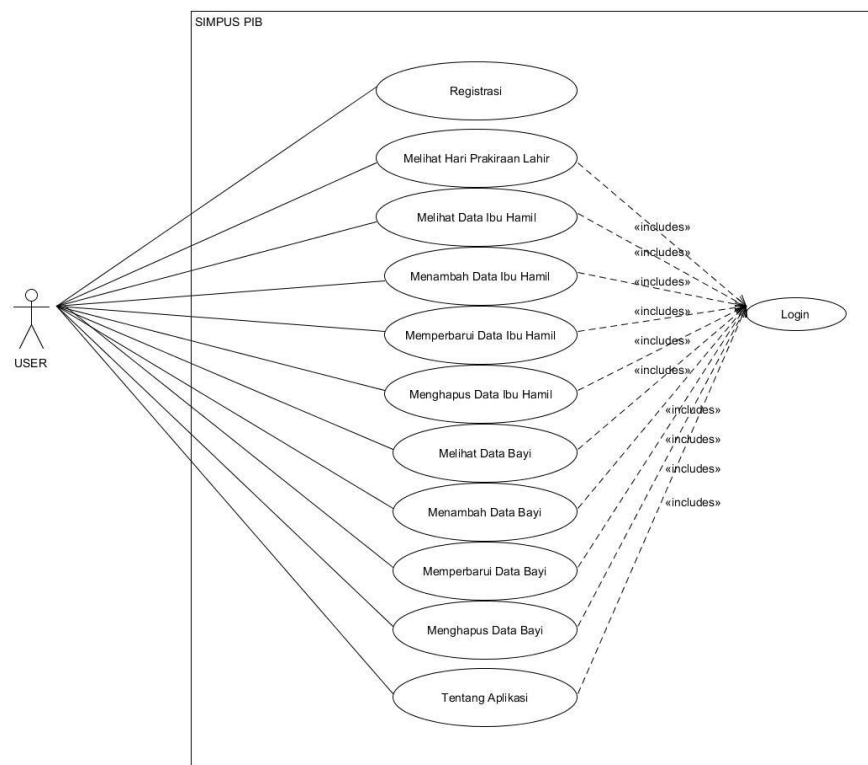 SIMPUS PIB
Registrasi
Melihat Hari Prakiraan Lahir
«includes»
Melihat Data Ibu Hamil
«includes»
Menambah Data Ibu Hamil
«includes»
USER
Memperbarui Data Ibu Hamil
«includes»
Login
Menghapus Data Ibu Hamil
«includes»
Melihat Data Bayi
«includes»
Menambah Data Bayi
«includes»
Memperbarui Data Bayi
«includes»
Menghapus Data Bayi
«includes»
Tentang Aplikasi
«includes»